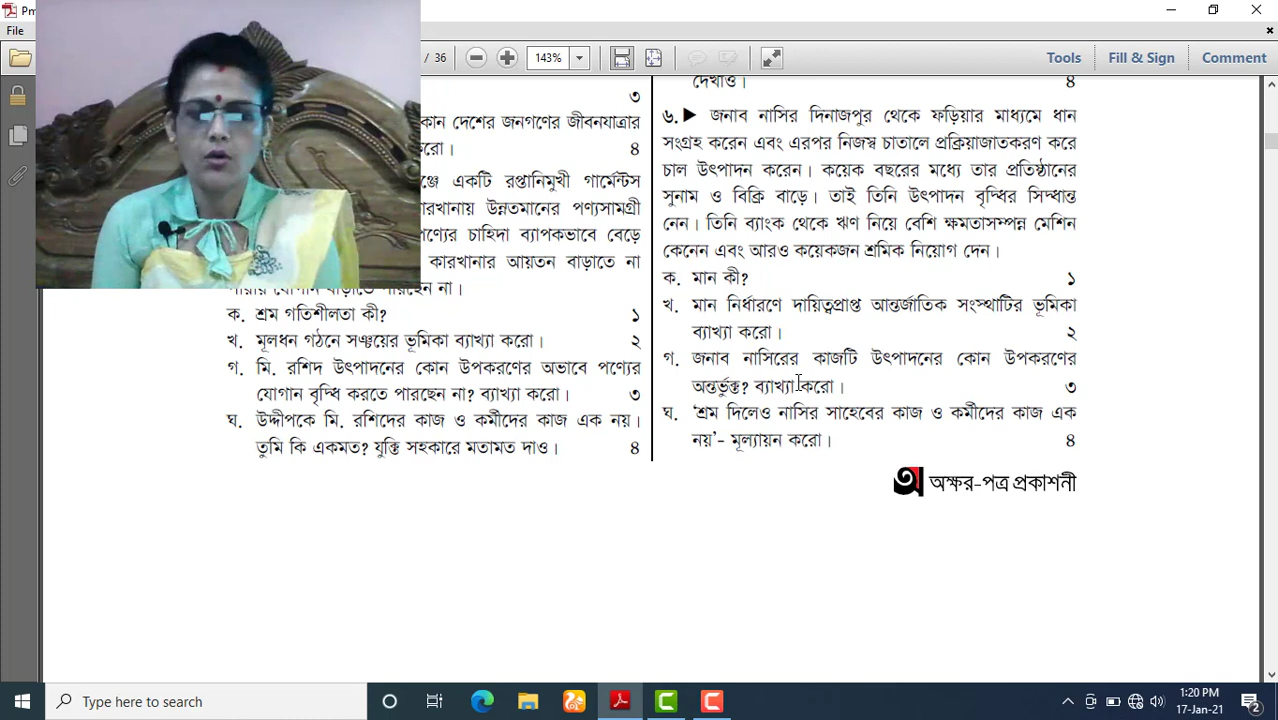 Pm
File
/ 36
143%
Tools
Fill & Sign
Comment
৩
কোন দেশের জনগণের জীবনযাত্রার
করো। ৪
একটি রপ্তানিমুখী গার্মেন্টস
কারখানায় উন্নতমানের পণ্যসামগ্রী
পণ্যের চাহিদা ব্যাপকভাবে বেড়ে
কারখানার আয়তন বাড়াতে না
পারায় যোগান বাড়াতে পারছেন না।
ক. শ্রম গতিশীলতা কী? ১
খ. মূলধন গঠনে সঞ্চয়ের ভূমিকা ব্যাখ্যা করো। ২
গ. মি. রশিদ উৎপাদনের কোন উপকরণের অভাবে পণ্যের
যোগান বৃদ্ধি করতে পারছেন না? ব্যাখ্যা করো। ৩
ঘ. উদ্দীপকে মি. রশিদের কাজ ও কর্মীদের কাজ এক নয়।
তুমি কি একমত? যুক্তি সহকারে মতামত দাও। ৪
দেখাও। ৪
৬.▶ জনাব নাসির দিনাজপুর থেকে ফড়িয়ার মাধ্যমে ধান
সংগ্রহ করেন এবং এরপর নিজস্ব চাতালে প্রক্রিয়াজাতকরণ করে
চাল উৎপাদন করেন। কয়েক বছরের মধ্যে তার প্রতিষ্ঠানের
সুনাম ও বিক্রি বাড়ে। তাই তিনি উৎপাদন বৃদ্ধির সিদ্ধান্ত
নেন। তিনি ব্যাংক থেকে ঋণ নিয়ে বেশি ক্ষমতাসম্পন্ন মেশিন
কেনেন এবং আরও কয়েকজন শ্রমিক নিয়োগ দেন।
ক. মান কী? ১
খ. মান নির্ধারণে দায়িত্বপ্রাপ্ত আন্তর্জাতিক সংস্থাটির ভূমিকা
ব্যাখ্যা করো। ২
গ. জনাব নাসিরের কাজটি উৎপাদনের কোন উপকরণের
অন্তর্ভুক্ত? ব্যাখ্যা করো। ৩
ঘ. 'শ্রম দিলেও নাসির সাহেবের কাজ ও কর্মীদের কাজ এক
নয়'- মূল্যায়ন করো। ৪
অক্ষর-পত্র প্রকাশনী
Type here to search
1:20 PM
17-Jan-21
2